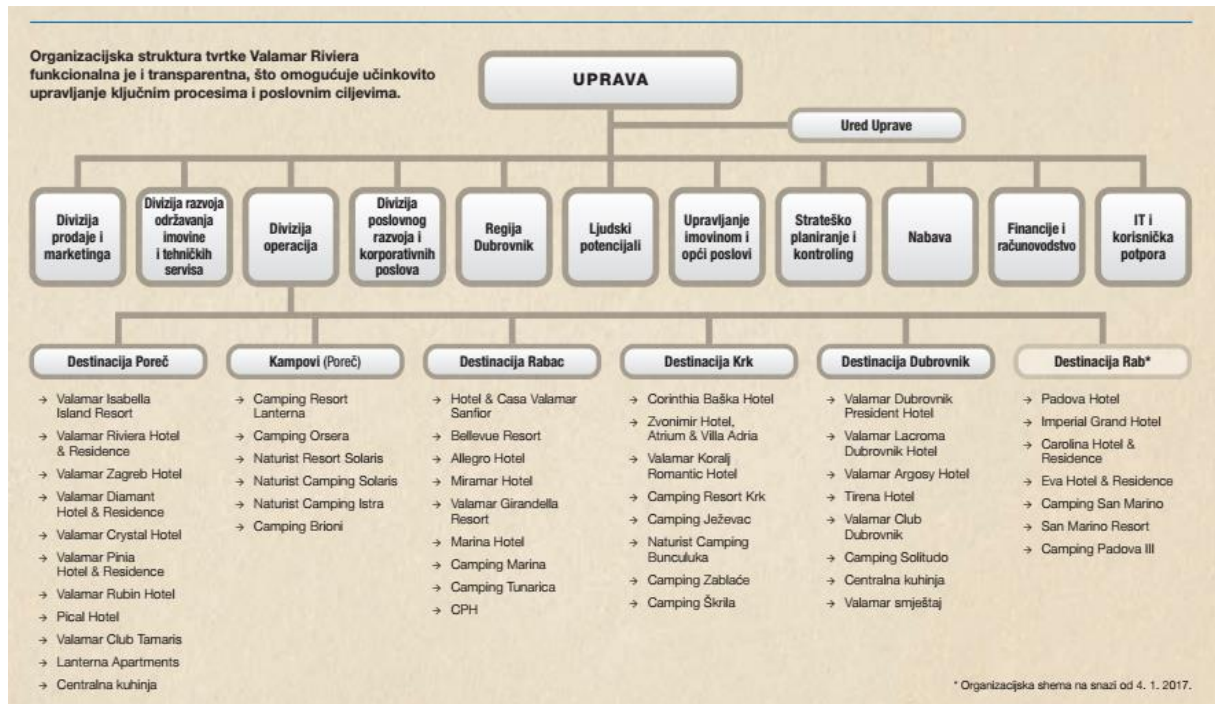 Organizacijska struktura tvrtke Valamar Riviera
funkcionalna je i transparentna, što omogućuje učinkovito
upravljanje ključnim procesima i poslovnim ciljevima.
UPRAVA
Ured Uprave
Divizija
prodaje i
marketinga
Divizija razvoja
održavanja
imovine
i tehničkih
servisa
Divizija
operacija
Divizija
poslovnog
razvoja i
korporativnih
poslova
Regija
Dubrovnik
Ljudski
potencijali
Upravljanje
imovinom i
opći poslovi
Strateško
planiranje i
kontroling
Nabava
Financije i
računovodstvo
IT i
korisnička
potpora
Destinacija Poreč
→ Valamar Isabella
Island Resort
→ Valamar Riviera Hotel
& Residence
→ Valamar Zagreb Hotel
→ Valamar Diamant
Hotel & Residence
→ Valamar Crystal Hotel
→ Valamar Pinia
Hotel & Residence
→ Valamar Rubin Hotel
→ Pical Hotel
→ Valamar Club Tamaris
→ Lanterna Apartments
→ Centralna kuhinja
Kampovi (Poreč)
→ Camping Resort
Lanterna
→ Camping Orsera
→ Naturist Resort Solaris
→ Naturist Camping Solaris
→ Naturist Camping Istra
→ Camping Brioni
Destinacija Rabac
→ Hotel & Casa Valamar
Sanfior
→ Bellevue Resort
→ Allegro Hotel
→ Miramar Hotel
→ Valamar Girandella
Resort
→ Marina Hotel
→ Camping Marina
→ Camping Tunarica
→ CPH
Destinacija Krk
→ Corinthia Baška Hotel
→ Zvonimir Hotel,
Atrium & Villa Adria
→ Valamar Koralj
Romantic Hotel
→ Camping Resort Krk
→ Camping Ježevac
→ Naturist Camping
Bunculuka
→ Camping Zablaće
→ Camping Škrila
Destinacija Dubrovnik
→ Valamar Dubrovnik
President Hotel
→ Valamar Lacroma
Dubrovnik Hotel
→ Valamar Argosy Hotel
→ Tirena Hotel
→ Valamar Club
Dubrovnik
→ Camping Solitudo
→ Centralna kuhinja
→ Valamar smještaj
Destinacija Rab*
→ Padova Hotel
→ Imperial Grand Hotel
→ Carolina Hotel &
Residence
→ Eva Hotel & Residence
→ Camping San Marino
→ San Marino Resort
→ Camping Padova III
* Organizacijska shema na snazi od 4. 1. 2017.